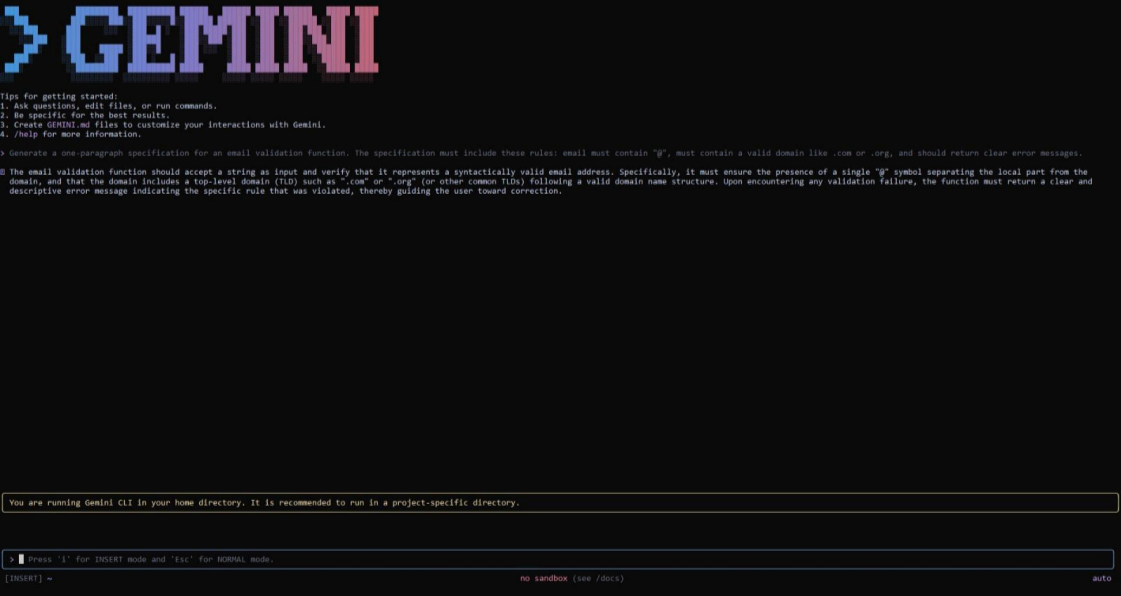 > GEMINI
Tips for getting started:
1. Ask questions, edit files, or run commands.
2. Be specific for the best results.
3. Create GEMINI.md files to customize your interactions with Gemini.
4. /help for more information.
> Generate a one-paragraph specification for an email validation function. The specification must include these rules: email must contain "@", must contain a valid domain like .com or .org, and should return clear error messages.
The email validation function should accept a string as input and verify that it represents a syntactically valid email address. Specifically, it must ensure the presence of a single "@" symbol separating the local part from the
domain, and that the domain includes a top-level domain (TLD) such as ".com" or ".org" (or other common TLDs) following a valid domain name structure. Upon encountering any validation failure, the function must return a clear and
descriptive error message indicating the specific rule that was violated, thereby guiding the user toward correction.
You are running Gemini CLI in your home directory. It is recommended to run in a project-specific directory.
> Press 'i' for INSERT mode and 'Esc' for NORMAL mode.
[INSERT] ~ no sandbox (see /docs) auto